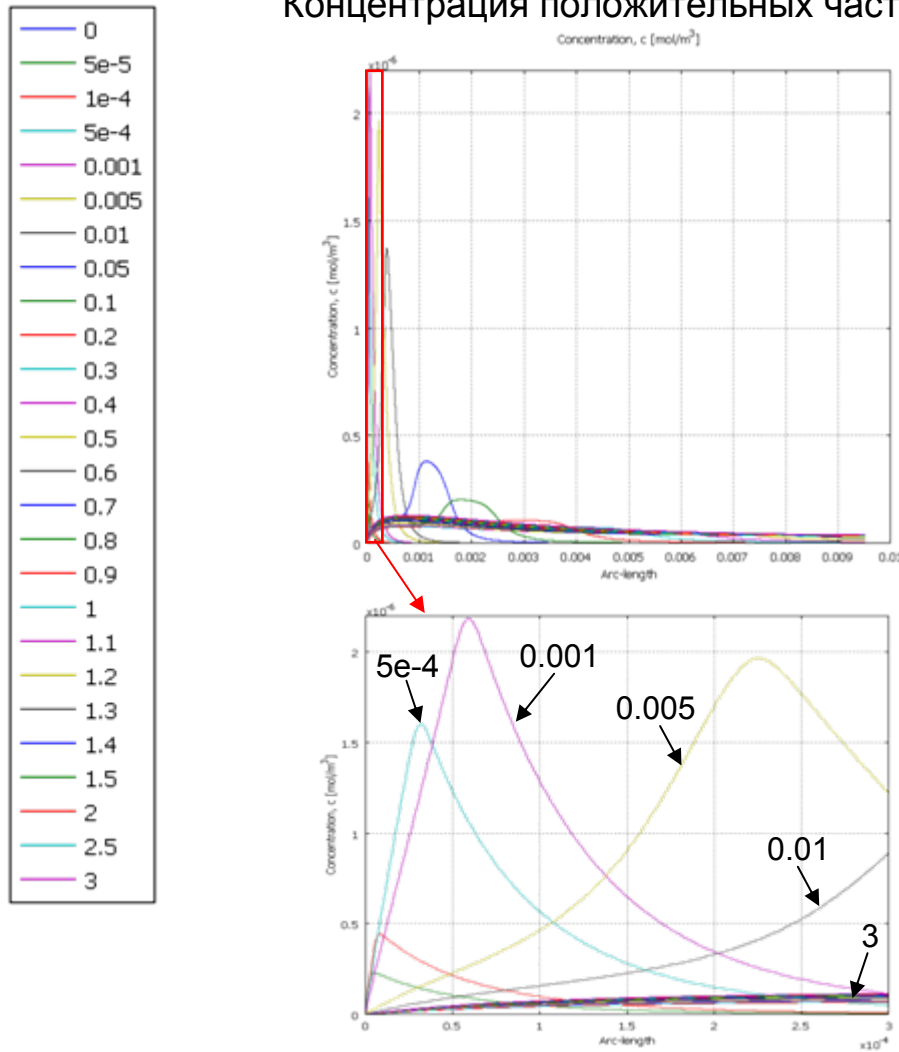 Концентрация положительных част
0
5e-5
1e-4
5e-4
0.001
0.005
0.01
0.05
0.1
0.2
0.3
0.4
0.5
0.6
0.7
0.8
0.9
1
1.1
1.2
1.3
1.4
1.5
2
2.5
3
Concentration, c [mol/m³]
x10⁻⁶
2
1.5
1
0.5
0
Concentration, c [mol/m³]
0 0.001 0.002 0.003 0.004 0.005 0.006 0.007 0.008 0.009 0.01
Arc-length
x10⁻⁶
2
1.5
1
0.5
0
Concentration, c [mol/m³]
5e-4
0.001
0.005
0.01
3
0 0.5 1 1.5 2 2.5 3
Arc-length
x10⁻⁴